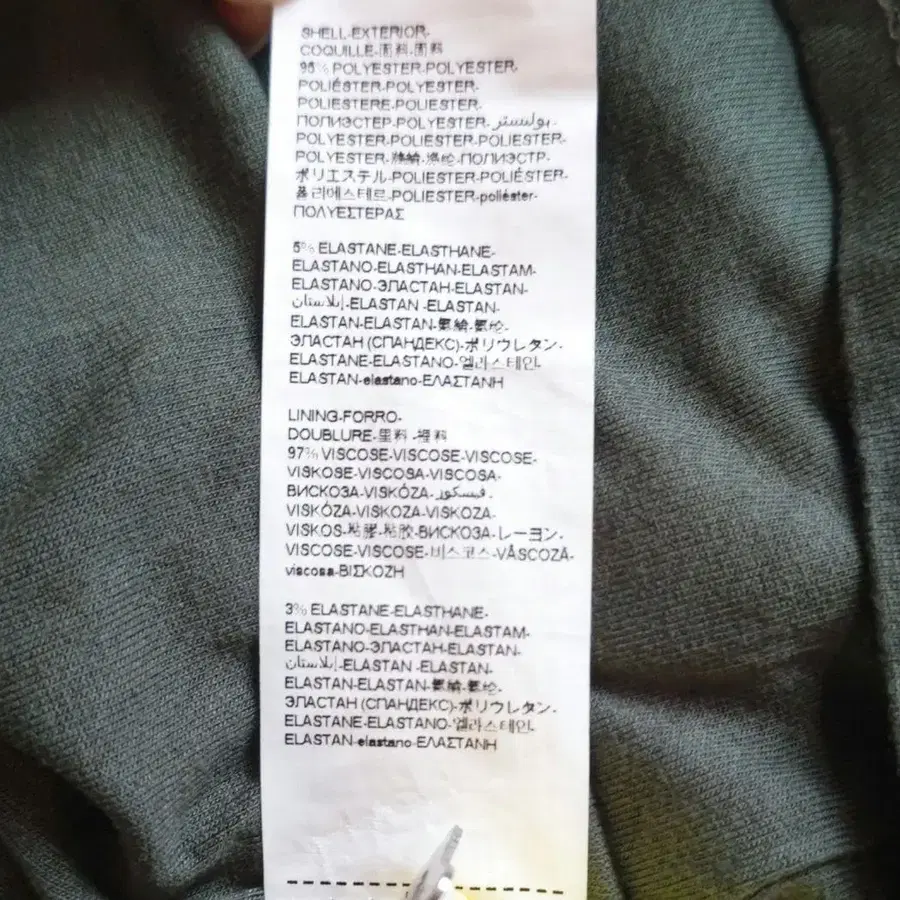 SHELL-EXTERIOR-
COQUILLE-面料-面料
95% POLYESTER-POLYESTER-
POLIÉSTER-POLYESTER-
POLIESTERE-POLIESTER-
ПОЛИЭСТЕР-POLYESTER-بوليستر-
POLYESTER-POLIESTER-POLIESTER-
POLYESTER-滌綸-涤纶-ПОЛИЭСТР-
ポリエステル-POLIESTER-POLIÉSTER-
폴리에스테르-POLIESTER-poliéster-
ΠΟΛΥΕΣΤΕΡΑΣ
5% ELASTANE-ELASTHANE-
ELASTANO-ELASTHAN-ELASTAM-
ELASTANO-ЭЛАСТАН-ELASTAN-
إيلاستان-ELASTAN -ELASTAN-
ELASTAN-ELASTAN-氨綸-氨纶-
ЭЛАСТАН (СПАНДЕКС)-ポリウレタン-
ELASTANE-ELASTANO-엘라스테인-
ELASTAN-elastano-ΕΛΑΣΤΑΝΗ
LINING-FORRO-
DOUBLURE-里料-裡料
97% VISCOSE-VISCOSE-VISCOSE-
VISKOSE-VISCOSA-VISCOSA-
ВИСКОЗА-VISKÓZA-فيسكوز-
VISKÓZA-VISKOZA-VISKOZA-
VISKOS-粘膠-粘胶-ВИСКОЗА-レーヨン-
VISCOSE-VISCOSE-비스코스-VÅSCOZÄ-
viscosa-ΒΙΣΚΟΖΗ
3% ELASTANE-ELASTHANE-
ELASTANO-ELASTHAN-ELASTAM-
ELASTANO-ЭЛАСТАН-ELASTAN-
إيلاستان-ELASTAN -ELASTAN-
ELASTAN-ELASTAN-氨綸-氨纶-
ЭЛАСТАН (СПАНДЕКС)-ポリウレタン-
ELASTANE-ELASTANO-엘라스테인-
ELASTAN-elastano-ΕΛΑΣΤΑΝΗ